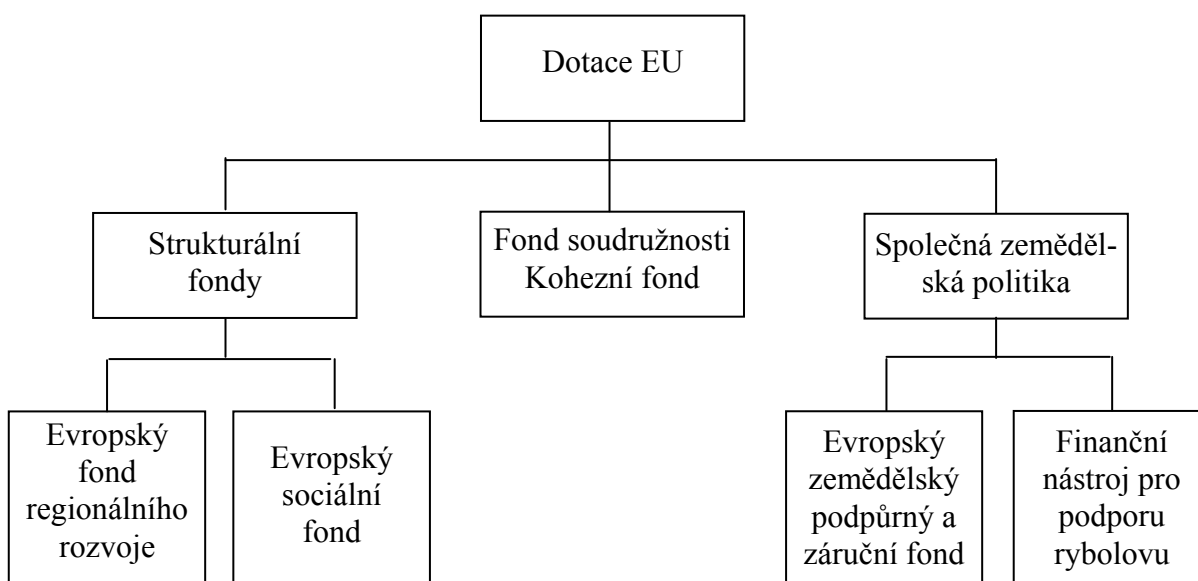 Dotace EU
Strukturální
fondy
Fond soudružnosti
Kohezní fond
Společná zeměděl-
ská politika
Evropský
fond
regionálního
rozvoje
Evropský
sociální
fond
Evropský
zemědělský
podpůrný a
záruční fond
Finanční
nástroj pro
podporu
rybolovu